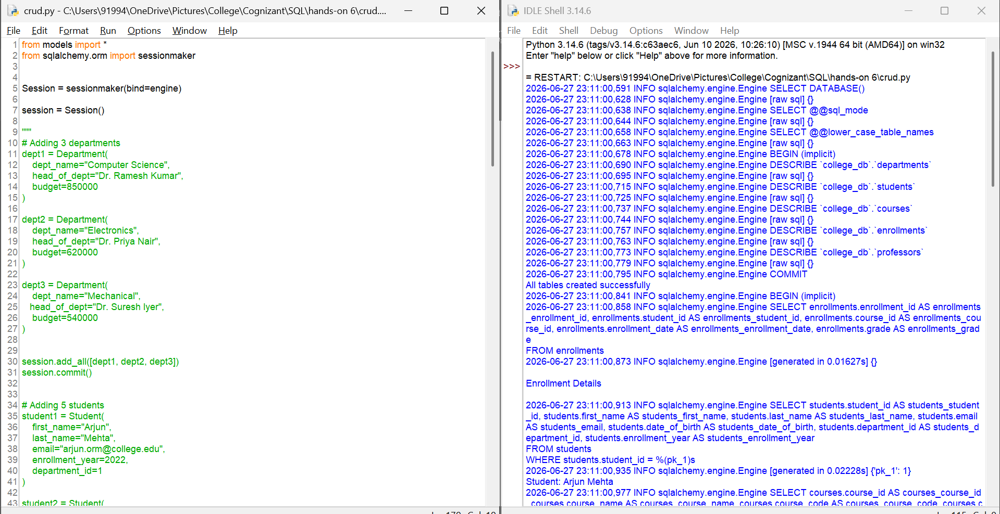 crud.py - C:\Users\91994\OneDrive\Pictures\College\Cognizant\SQL\hands-on 6\crud....
File Edit Format Run Options Window Help
1 from models import *
2 from sqlalchemy.orm import sessionmaker
3
4
5 Session = sessionmaker(bind=engine)
6
7 session = Session()
8
9 """
10 # Adding 3 departments
11 dept1 = Department(
12     dept_name="Computer Science",
13     head_of_dept="Dr. Ramesh Kumar",
14     budget=850000
15 )
16
17 dept2 = Department(
18     dept_name="Electronics",
19     head_of_dept="Dr. Priya Nair",
20     budget=620000
21 )
22
23 dept3 = Department(
24     dept_name="Mechanical",
25    head_of_dept="Dr. Suresh Iyer",
26     budget=540000
27 )
28
29
30 session.add_all([dept1, dept2, dept3])
31 session.commit()
32
33
34 # Adding 5 students
35 student1 = Student(
36     first_name="Arjun",
37     last_name="Mehta",
38     email="arjun.orm@college.edu",
39     enrollment_year=2022,
40     department_id=1
41 )
42
43 student2 = Student(
IDLE Shell 3.14.6
File Edit Shell Debug Options Window Help
Python 3.14.6 (tags/v3.14.6:c63aec6, Jun 10 2026, 10:26:10) [MSC v.1944 64 bit (AMD64)] on win32
Enter "help" below or click "Help" above for more information.
>>>
= RESTART: C:\Users\91994\OneDrive\Pictures\College\Cognizant\SQL\hands-on 6\crud.py
2026-06-27 23:11:00,591 INFO sqlalchemy.engine.Engine SELECT DATABASE()
2026-06-27 23:11:00,628 INFO sqlalchemy.engine.Engine [raw sql] {}
2026-06-27 23:11:00,638 INFO sqlalchemy.engine.Engine SELECT @@sql_mode
2026-06-27 23:11:00,644 INFO sqlalchemy.engine.Engine [raw sql] {}
2026-06-27 23:11:00,658 INFO sqlalchemy.engine.Engine SELECT @@lower_case_table_names
2026-06-27 23:11:00,663 INFO sqlalchemy.engine.Engine [raw sql] {}
2026-06-27 23:11:00,678 INFO sqlalchemy.engine.Engine BEGIN (implicit)
2026-06-27 23:11:00,690 INFO sqlalchemy.engine.Engine DESCRIBE `college_db`.`departments`
2026-06-27 23:11:00,695 INFO sqlalchemy.engine.Engine [raw sql] {}
2026-06-27 23:11:00,715 INFO sqlalchemy.engine.Engine DESCRIBE `college_db`.`students`
2026-06-27 23:11:00,725 INFO sqlalchemy.engine.Engine [raw sql] {}
2026-06-27 23:11:00,737 INFO sqlalchemy.engine.Engine DESCRIBE `college_db`.`courses`
2026-06-27 23:11:00,744 INFO sqlalchemy.engine.Engine [raw sql] {}
2026-06-27 23:11:00,757 INFO sqlalchemy.engine.Engine DESCRIBE `college_db`.`enrollments`
2026-06-27 23:11:00,763 INFO sqlalchemy.engine.Engine [raw sql] {}
2026-06-27 23:11:00,773 INFO sqlalchemy.engine.Engine DESCRIBE `college_db`.`professors`
2026-06-27 23:11:00,779 INFO sqlalchemy.engine.Engine [raw sql] {}
2026-06-27 23:11:00,795 INFO sqlalchemy.engine.Engine COMMIT
All tables created successfully
2026-06-27 23:11:00,841 INFO sqlalchemy.engine.Engine BEGIN (implicit)
2026-06-27 23:11:00,858 INFO sqlalchemy.engine.Engine SELECT enrollments.enrollment_id AS enrollments
_enrollment_id, enrollments.student_id AS enrollments_student_id, enrollments.course_id AS enrollments_cou
rse_id, enrollments.enrollment_date AS enrollments_enrollment_date, enrollments.grade AS enrollments_grad
e
FROM enrollments
2026-06-27 23:11:00,873 INFO sqlalchemy.engine.Engine [generated in 0.01627s] {}
Enrollment Details
2026-06-27 23:11:00,913 INFO sqlalchemy.engine.Engine SELECT students.student_id AS students_student
_id, students.first_name AS students_first_name, students.last_name AS students_last_name, students.email
AS students_email, students.date_of_birth AS students_date_of_birth, students.department_id AS students_d
epartment_id, students.enrollment_year AS students_enrollment_year
FROM students
WHERE students.student_id = %(pk_1)s
2026-06-27 23:11:00,935 INFO sqlalchemy.engine.Engine [generated in 0.02228s] {'pk_1': 1}
Student: Arjun Mehta
2026-06-27 23:11:00,977 INFO sqlalchemy.engine.Engine SELECT courses.course_id AS courses_course_id
, courses.course_name AS courses_course_name, courses.course_code AS courses_course_code, courses.c